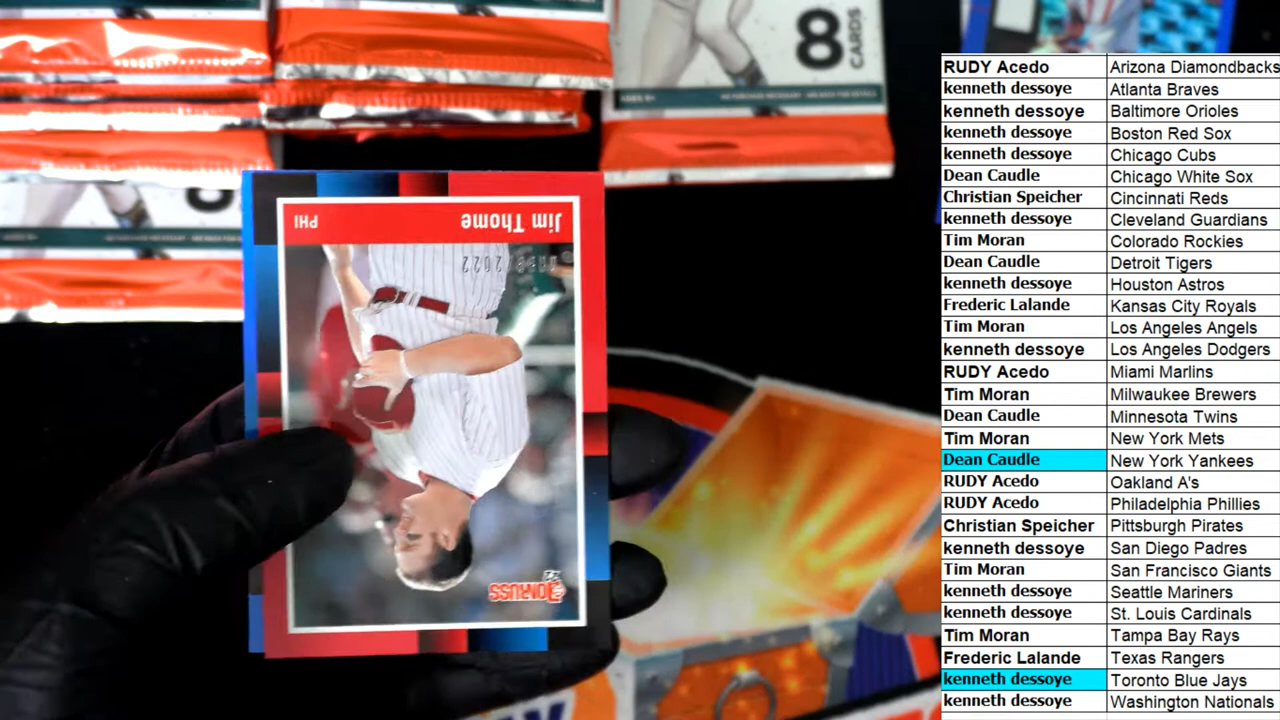 8 CARDS
PHI
Jim Thome
2022
DONRUSS
RUDY Acedo Arizona Diamondbacks
kenneth dessoye Atlanta Braves
kenneth dessoye Baltimore Orioles
kenneth dessoye Boston Red Sox
kenneth dessoye Chicago Cubs
Dean Caudle Chicago White Sox
Christian Speicher Cincinnati Reds
kenneth dessoye Cleveland Guardians
Tim Moran Colorado Rockies
Dean Caudle Detroit Tigers
kenneth dessoye Houston Astros
Frederic Lalande Kansas City Royals
Tim Moran Los Angeles Angels
kenneth dessoye Los Angeles Dodgers
RUDY Acedo Miami Marlins
Tim Moran Milwaukee Brewers
Dean Caudle Minnesota Twins
Tim Moran New York Mets
Dean Caudle New York Yankees
RUDY Acedo Oakland A's
RUDY Acedo Philadelphia Phillies
Christian Speicher Pittsburgh Pirates
kenneth dessoye San Diego Padres
Tim Moran San Francisco Giants
kenneth dessoye Seattle Mariners
kenneth dessoye St. Louis Cardinals
Tim Moran Tampa Bay Rays
Frederic Lalande Texas Rangers
kenneth dessoye Toronto Blue Jays
kenneth dessoye Washington Nationals